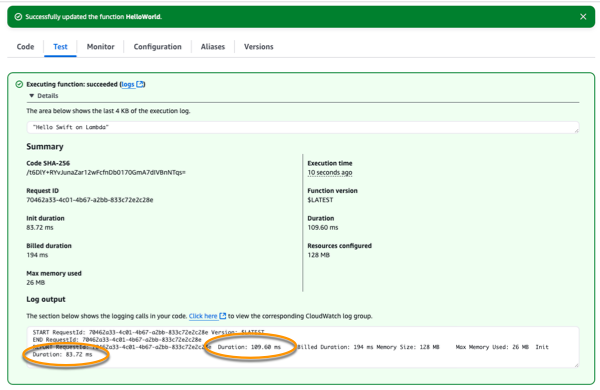 Successfully updated the function HelloWorld.
Code Test Monitor Configuration Aliases Versions
Executing function: succeeded (logs)
Details
The area below shows the last 4 KB of the execution log.
"Hello Swift on Lambda"
Summary
Code SHA-256
/t6DlY+RYvJunaZar12wFcfnDb0170GmA7dlVBnNTqs=
Execution time
10 seconds ago
Request ID
70462a33-4c01-4b67-a2bb-833c72e2c28e
Function version
$LATEST
Init duration
83.72 ms
Duration
109.60 ms
Billed duration
194 ms
Resources configured
128 MB
Max memory used
26 MB
Log output
The section below shows the logging calls in your code. Click here to view the corresponding CloudWatch log group.
START RequestId: 70462a33-4c01-4b67-a2bb-833c72e2c28e Version: $LATEST
END RequestId: 70462a33-4c01-4b67-a2bb-833c72e2c28e
REPORT RequestId: 70462a33-4c01-4b67-a2bb-833c72e2c28e Duration: 109.60 ms Billed Duration: 194 ms Memory Size: 128 MB Max Memory Used: 26 MB Init
Duration: 83.72 ms